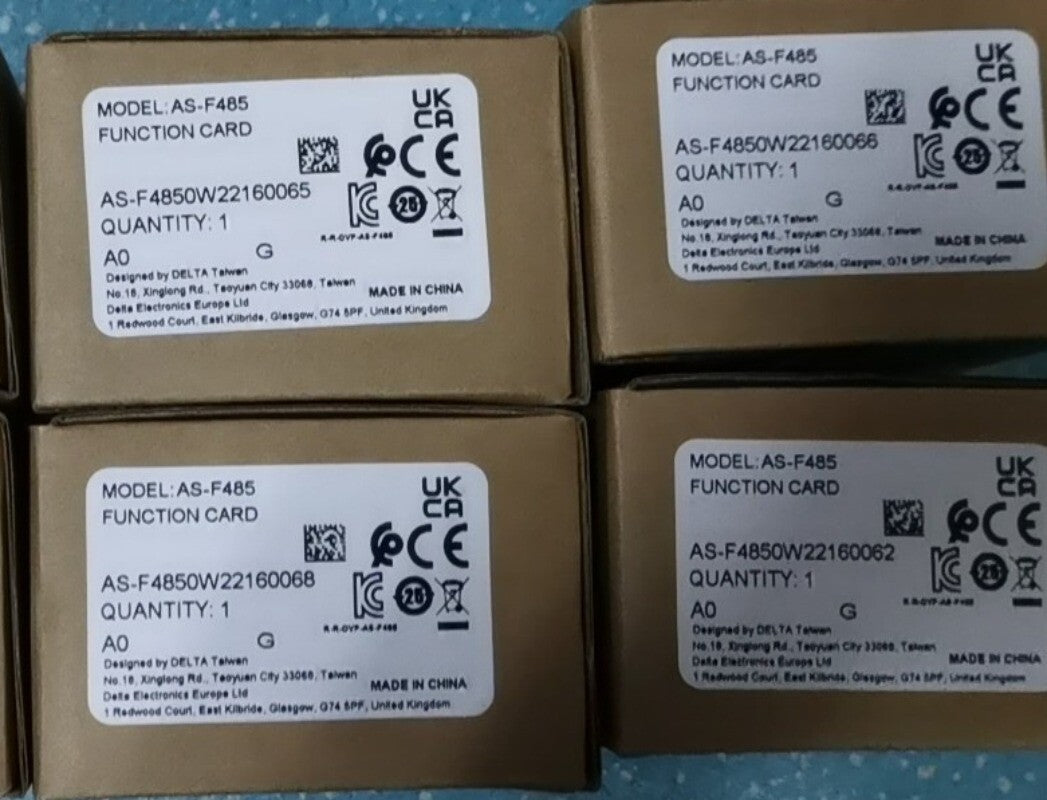 MODEL: AS-F485
FUNCTION CARD
UK
CA
CE
AS-F4850W22160065
25
QUANTITY: 1
A0
G
Designed by DELTA Taiwan
No.18, Xinglong Rd., Taoyuan City 33068, Taiwan
MADE IN CHINA
Delta Electronics Europe Ltd
1 Redwood Court, East Kilbride, Glasgow, G74 5PF, United Kingdom
MODEL: AS-F485
FUNCTION CARD
UK
CA
CE
AS-F4850W22160066
25
QUANTITY: 1
A0
G
Designed by DELTA Taiwan
No.18, Xinglong Rd., Taoyuan City 33068, Taiwan
MADE IN CHINA
Delta Electronics Europe Ltd
1 Redwood Court, East Kilbride, Glasgow, G74 5PF, United Kingdom
MODEL: AS-F485
FUNCTION CARD
UK
CA
CE
AS-F4850W22160068
25
QUANTITY: 1
A0
G
Designed by DELTA Taiwan
No.18, Xinglong Rd., Taoyuan City 33068, Taiwan
MADE IN CHINA
Delta Electronics Europe Ltd
1 Redwood Court, East Kilbride, Glasgow, G74 5PF, United Kingdom
MODEL: AS-F485
FUNCTION CARD
UK
CA
CE
AS-F4850W22160062
25
QUANTITY: 1
A0
G
Designed by DELTA Taiwan
No.18, Xinglong Rd., Taoyuan City 33068, Taiwan
MADE IN CHINA
Delta Electronics Europe Ltd
1 Redwood Court, East Kilbride, Glasgow, G74 5PF, United Kingdom